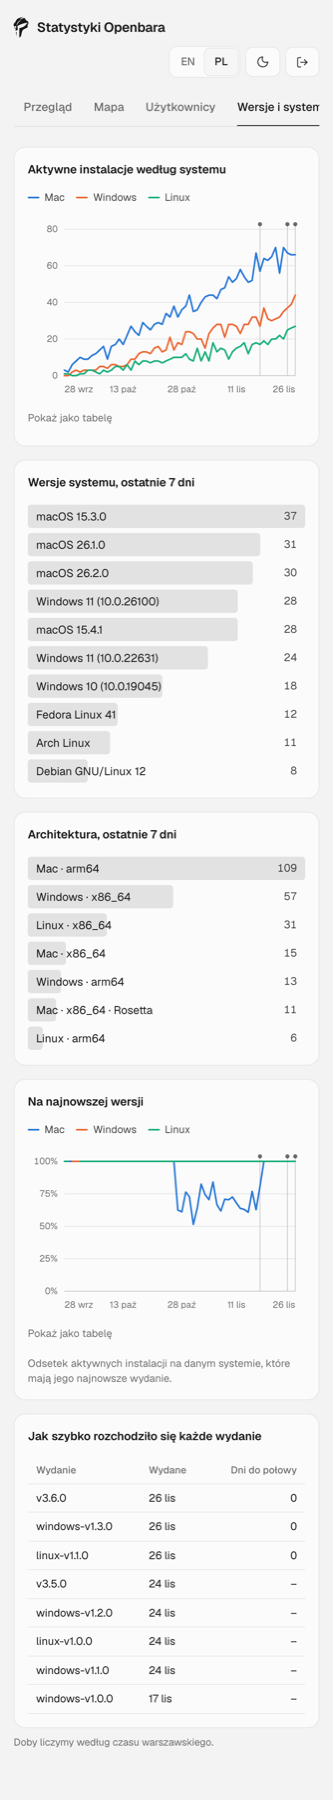 Statystyki Openbara
EN PL
Przegląd Mapa Użytkownicy Wersje i system
Aktywne instalacje według systemu
Mac Windows Linux
80
60
40
20
0
28 wrz 13 paź 28 paź 11 lis 26 lis
Pokaż jako tabelę
Wersje systemu, ostatnie 7 dni
macOS 15.3.0 37
macOS 26.1.0 31
macOS 26.2.0 30
Windows 11 (10.0.26100) 28
macOS 15.4.1 28
Windows 11 (10.0.22631) 24
Windows 10 (10.0.19045) 18
Fedora Linux 41 12
Arch Linux 11
Debian GNU/Linux 12 8
Architektura, ostatnie 7 dni
Mac · arm64 109
Windows · x86_64 57
Linux · x86_64 31
Mac · x86_64 15
Windows · arm64 13
Mac · x86_64 · Rosetta 11
Linux · arm64 6
Na najnowszej wersji
Mac Windows Linux
100%
75%
50%
25%
0%
28 wrz 13 paź 28 paź 11 lis 26 lis
Pokaż jako tabelę
Odsetek aktywnych instalacji na danym systemie, które
mają jego najnowsze wydanie.
Jak szybko rozchodziło się każde wydanie
Wydanie Wydane Dni do połowy
v3.6.0 26 lis 0
windows-v1.3.0 26 lis 0
linux-v1.1.0 26 lis 0
v3.5.0 24 lis –
windows-v1.2.0 24 lis –
linux-v1.0.0 24 lis –
windows-v1.1.0 24 lis –
windows-v1.0.0 17 lis –
Doby liczymy według czasu warszawskiego.